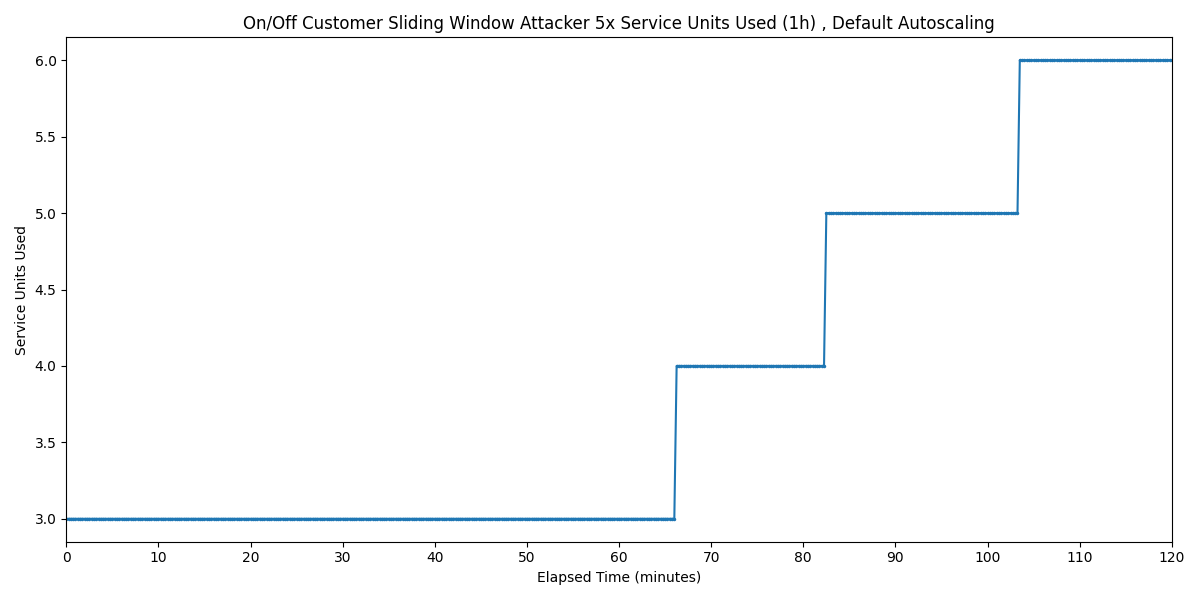 On/Off Customer Sliding Window Attacker 5x Service Units Used (1h) , Default Autoscaling
6.0
5.5
5.0
4.5
4.0
3.5
3.0
Service Units Used
0 10 20 30 40 50 60 70 80 90 100 110 120
Elapsed Time (minutes)